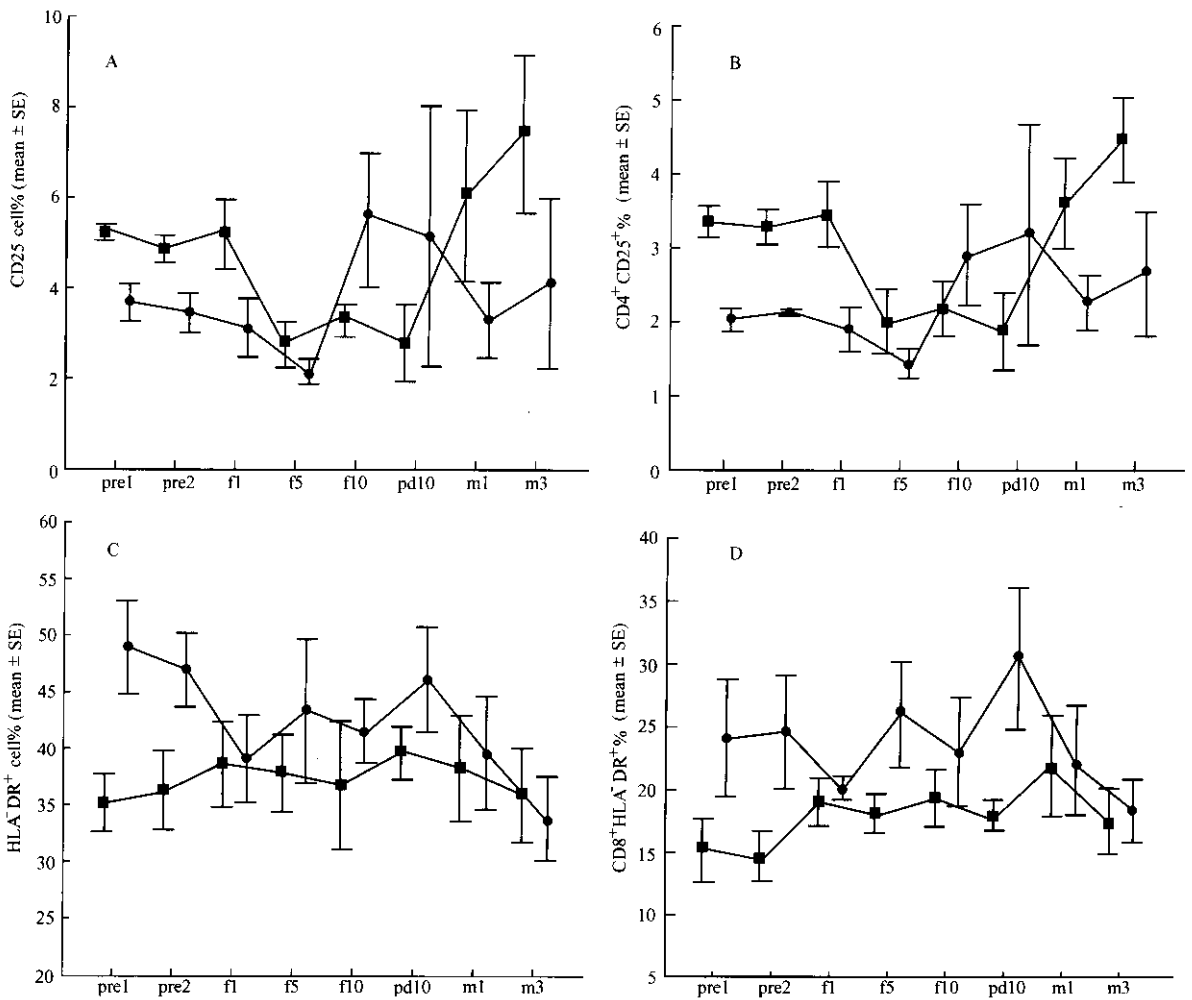 A
CD25 cell% (mean ± SE)
10
8
6
4
2
0
pre1 pre2 f1 f5 f10 pd10 m1 m3
B
CD4+ CD25+% (mean ± SE)
6
5
4
3
2
1
0
pre1 pre2 f1 f5 f10 pd10 m1 m3
C
HLA-DR+ cell%(mean ± SE)
60
55
50
45
40
35
30
25
20
pre1 pre2 f1 f5 f10 pd10 m1 m3
D
CD8+HLA-DR+% (mean ± SE)
40
35
30
25
20
15
10
5
pre1 pre2 f1 f5 f10 pd10 m1 m3